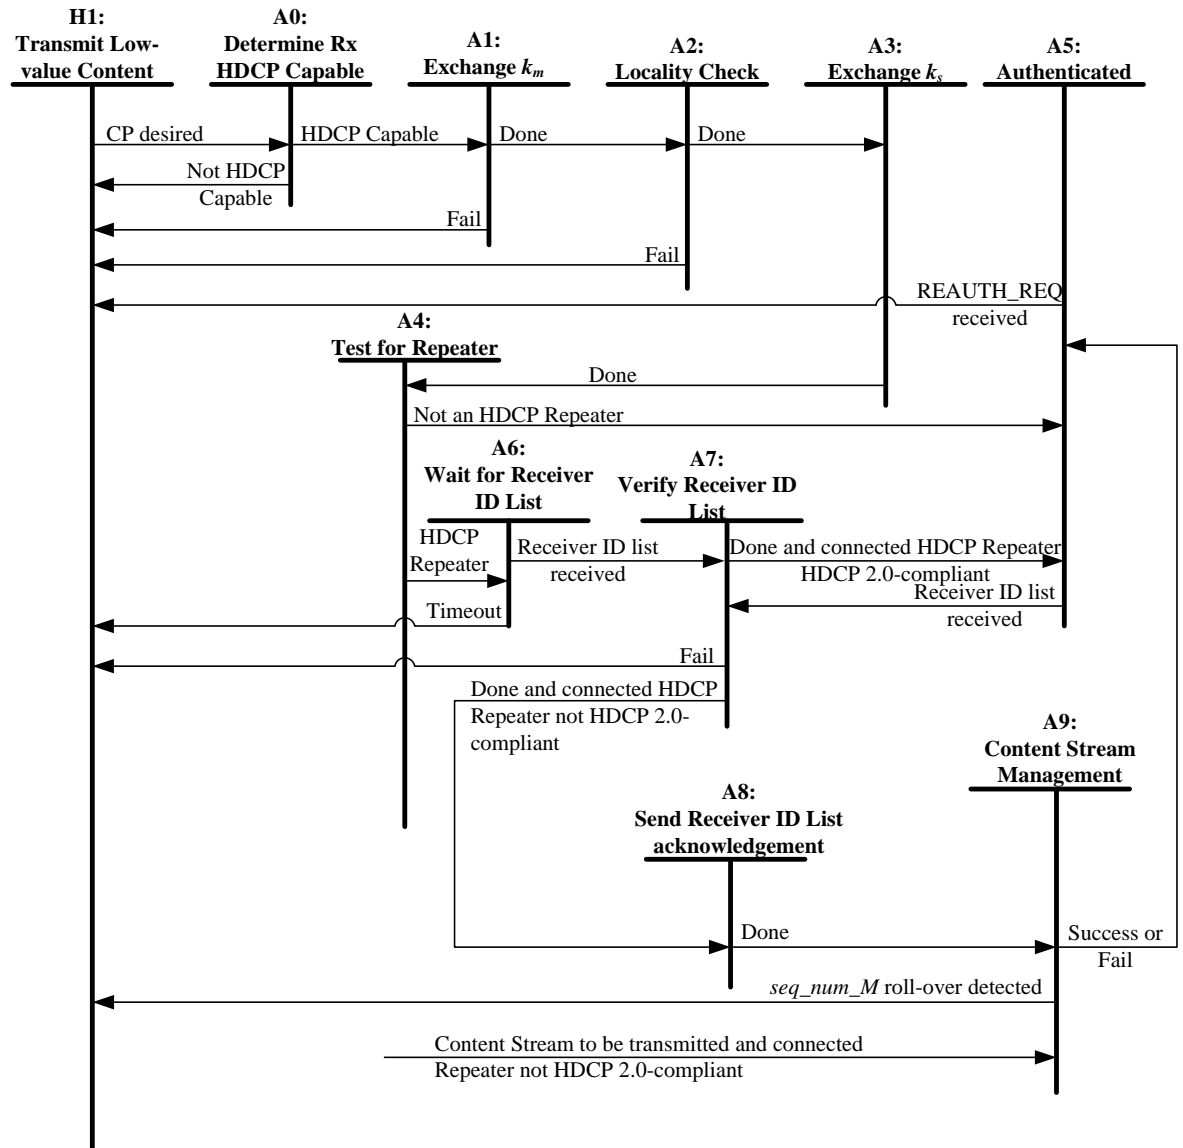 H1:
Transmit Low-
value Content
A0:
Determine Rx
HDCP Capable
A1:
Exchange km
A2:
Locality Check
A3:
Exchange ks
A5:
Authenticated
CP desired
HDCP Capable
Done
Done
Not HDCP
Capable
Fail
Fail
REAUTH_REQ
received
A4:
Test for Repeater
Done
Not an HDCP Repeater
A6:
Wait for Receiver
ID List
A7:
Verify Receiver ID
List
HDCP
Repeater
Receiver ID list
received
Done and connected HDCP Repeater
HDCP 2.0-compliant
Receiver ID list
received
Timeout
Fail
Done and connected HDCP
Repeater not HDCP 2.0-
compliant
A9:
Content Stream
Management
A8:
Send Receiver ID List
acknowledgement
Done
Success or
Fail
seq_num_M roll-over detected
Content Stream to be transmitted and connected
Repeater not HDCP 2.0-compliant